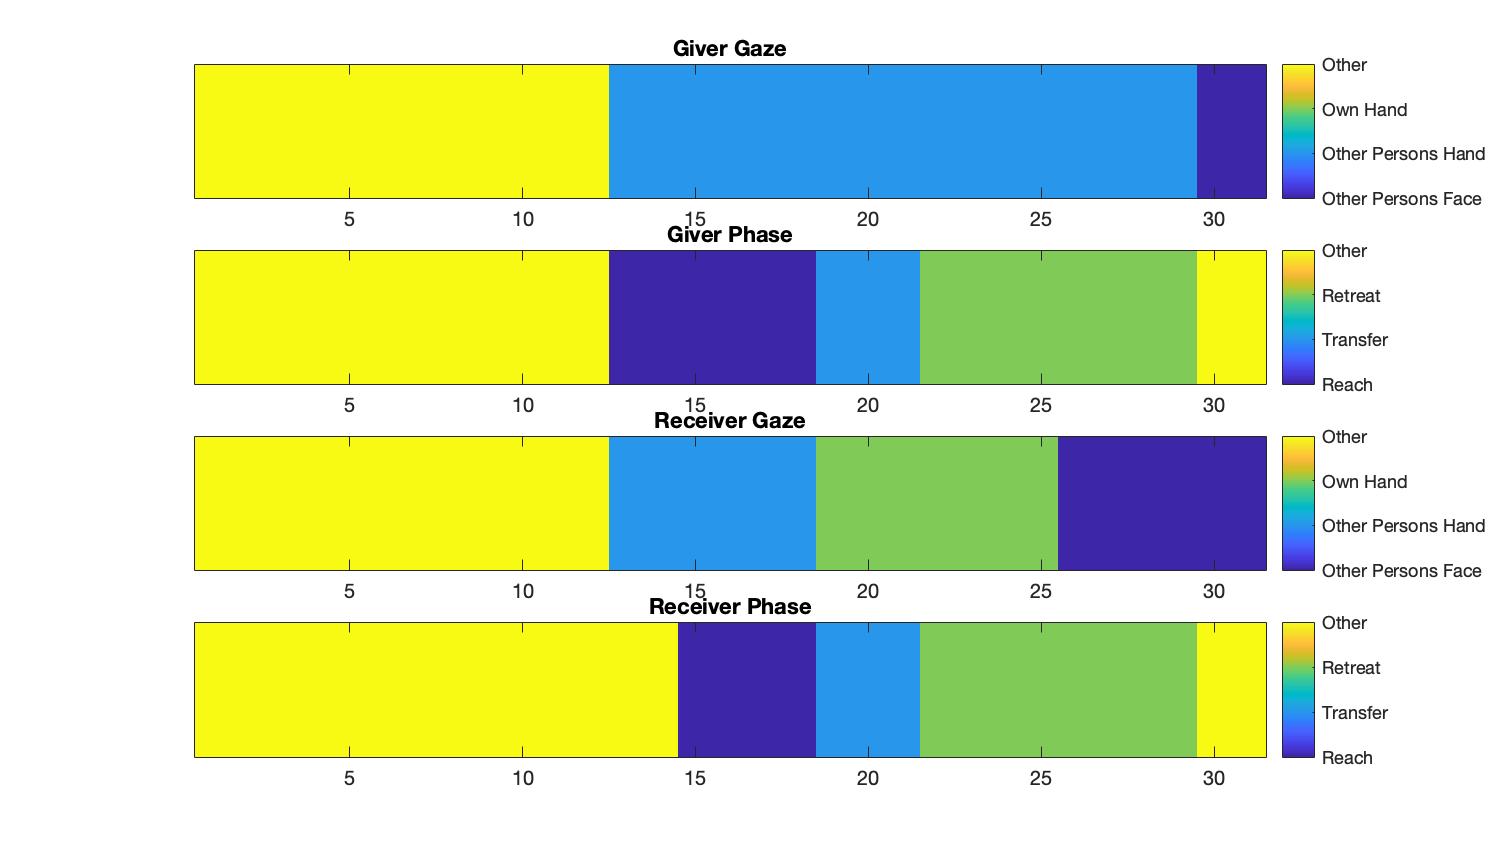 Giver Gaze
Other
Own Hand
Other Persons Hand
Other Persons Face
5 10 15 20 25 30
Giver Phase
Other
Retreat
Transfer
Reach
5 10 15 20 25 30
Receiver Gaze
Other
Own Hand
Other Persons Hand
Other Persons Face
5 10 15 20 25 30
Receiver Phase
Other
Retreat
Transfer
Reach
5 10 15 20 25 30